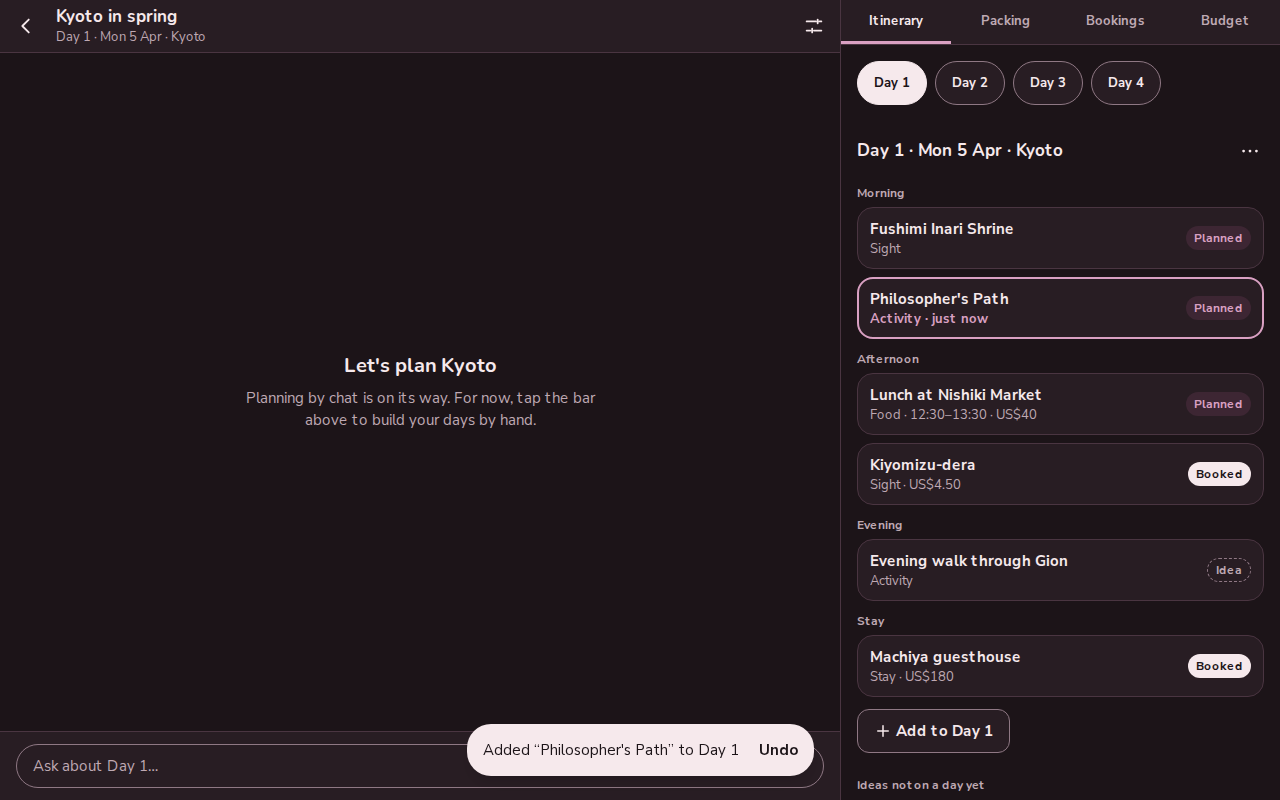 Kyoto in spring
Day 1 · Mon 5 Apr · Kyoto
Let's plan Kyoto
Planning by chat is on its way. For now, tap the bar
above to build your days by hand.
Ask about Day 1...
Added “Philosopher's Path” to Day 1 Undo
Itinerary Packing Bookings Budget
Day 1 Day 2 Day 3 Day 4
Day 1 · Mon 5 Apr · Kyoto
Morning
Fushimi Inari Shrine
Sight
Planned
Philosopher's Path
Activity · just now
Planned
Afternoon
Lunch at Nishiki Market
Food · 12:30–13:30 · US$40
Planned
Kiyomizu-dera
Sight · US$4.50
Booked
Evening
Evening walk through Gion
Activity
Idea
Stay
Machiya guesthouse
Stay · US$180
Booked
Add to Day 1
Ideas not on a day yet